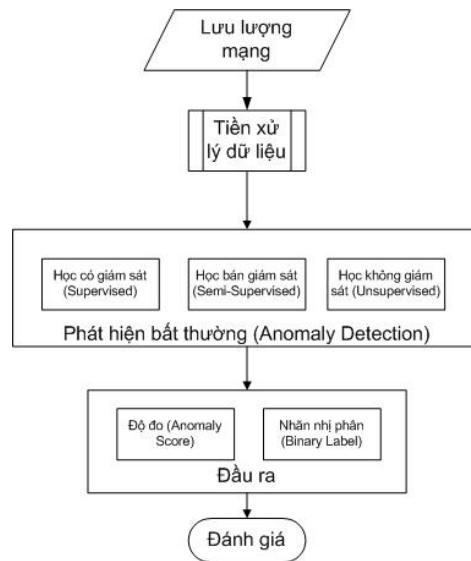 Lưu lượng
mạng
Tiền xử
lý dữ liệu
Học có giám sát
(Supervised)
Học bán giám sát
(Semi-Supervised)
Học không giám
sát (Unsupervised)
Phát hiện bất thường (Anomaly Detection)
Độ đo (Anomaly
Score)
Nhãn nhị phân
(Binary Label)
Đầu ra
Đánh giá